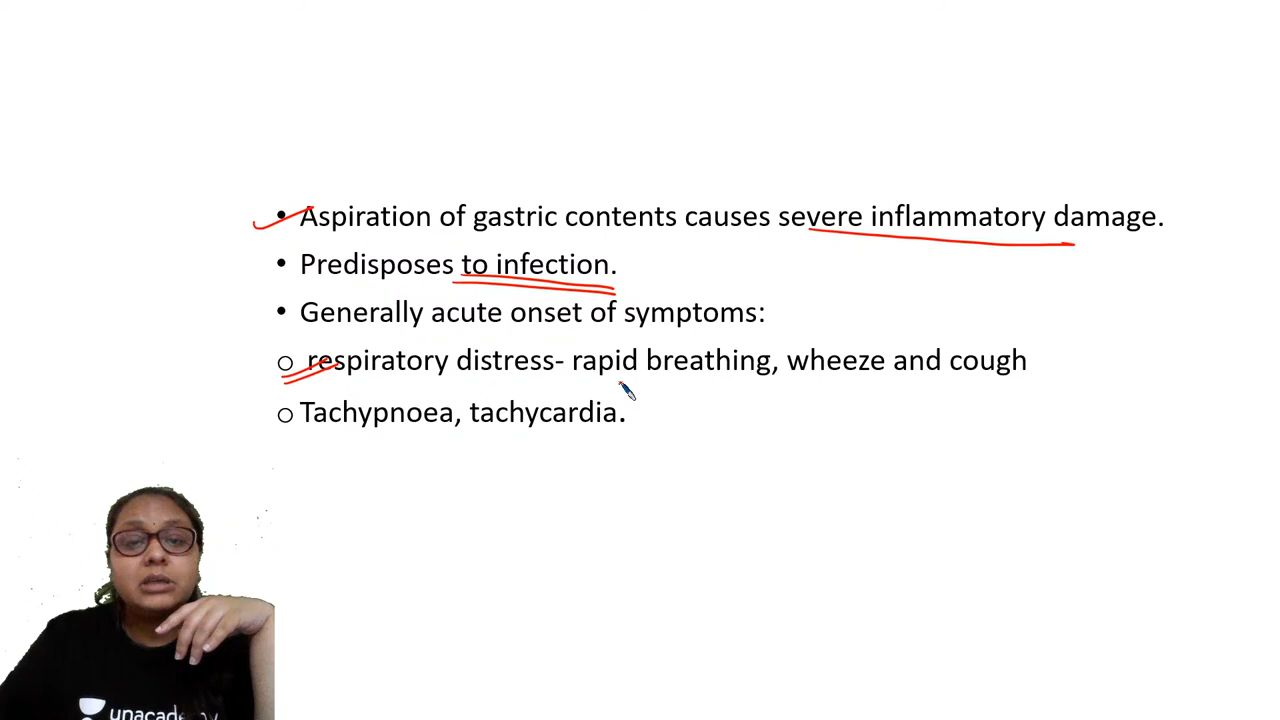 • Aspiration of gastric contents causes severe inflammatory damage.
• Predisposes to infection.
• Generally acute onset of symptoms:
o respiratory distress- rapid breathing, wheeze and cough
o Tachypnoea, tachycardia.
unacademy